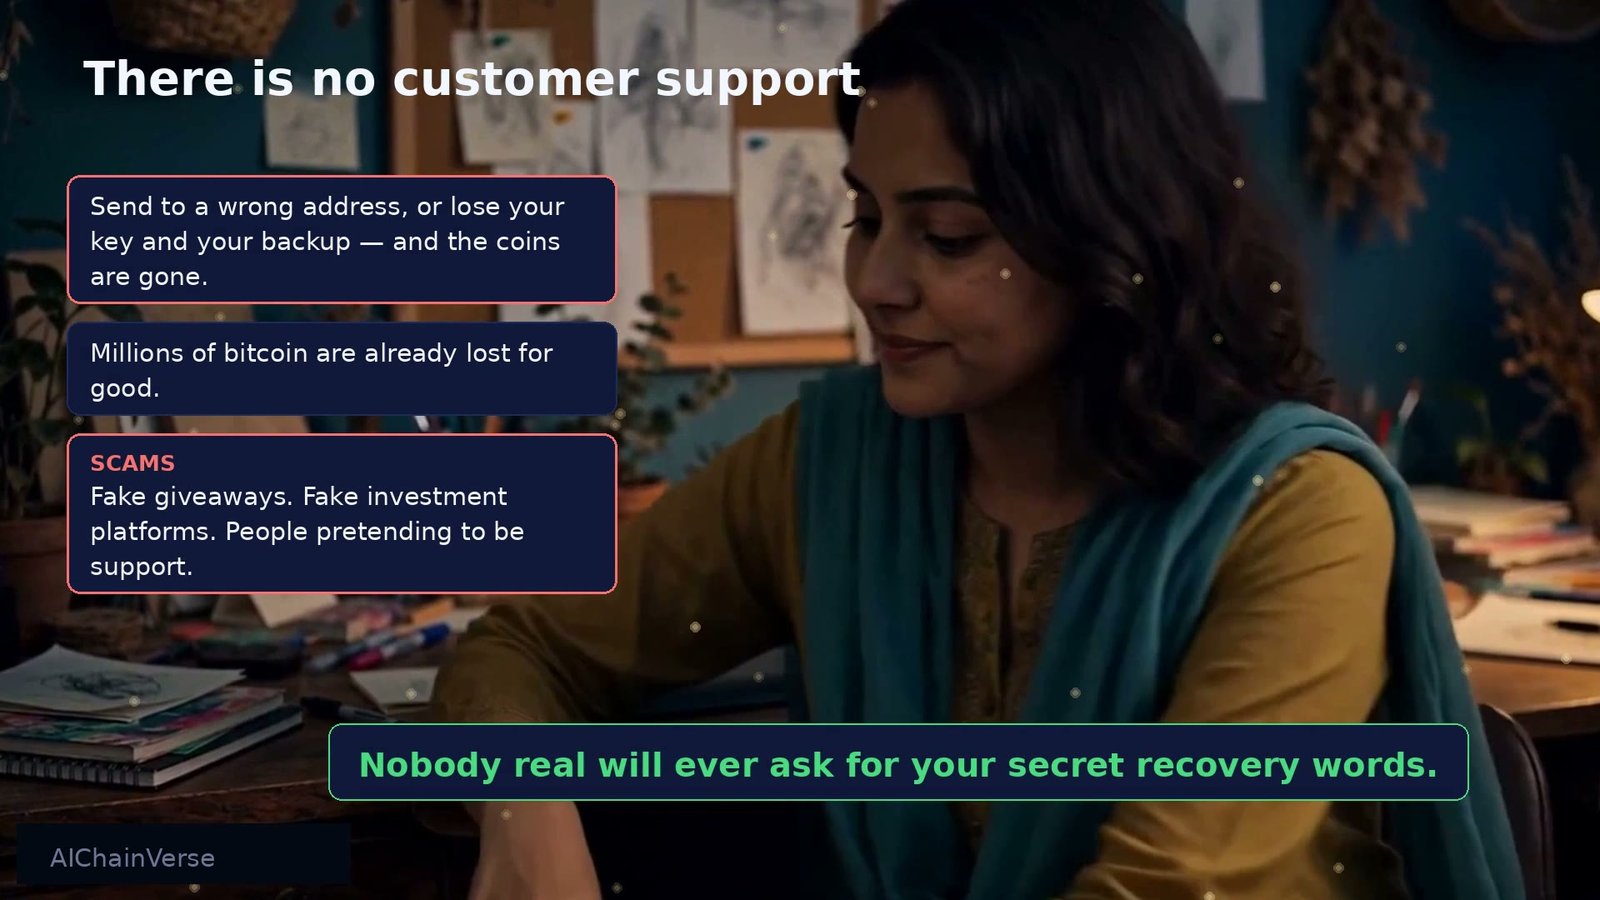 There is no customer support
Send to a wrong address, or lose your
key and your backup — and the coins
are gone.
Millions of bitcoin are already lost for
good.
SCAMS
Fake giveaways. Fake investment
platforms. People pretending to be
support.
Nobody real will ever ask for your secret recovery words.
AIChainVerse